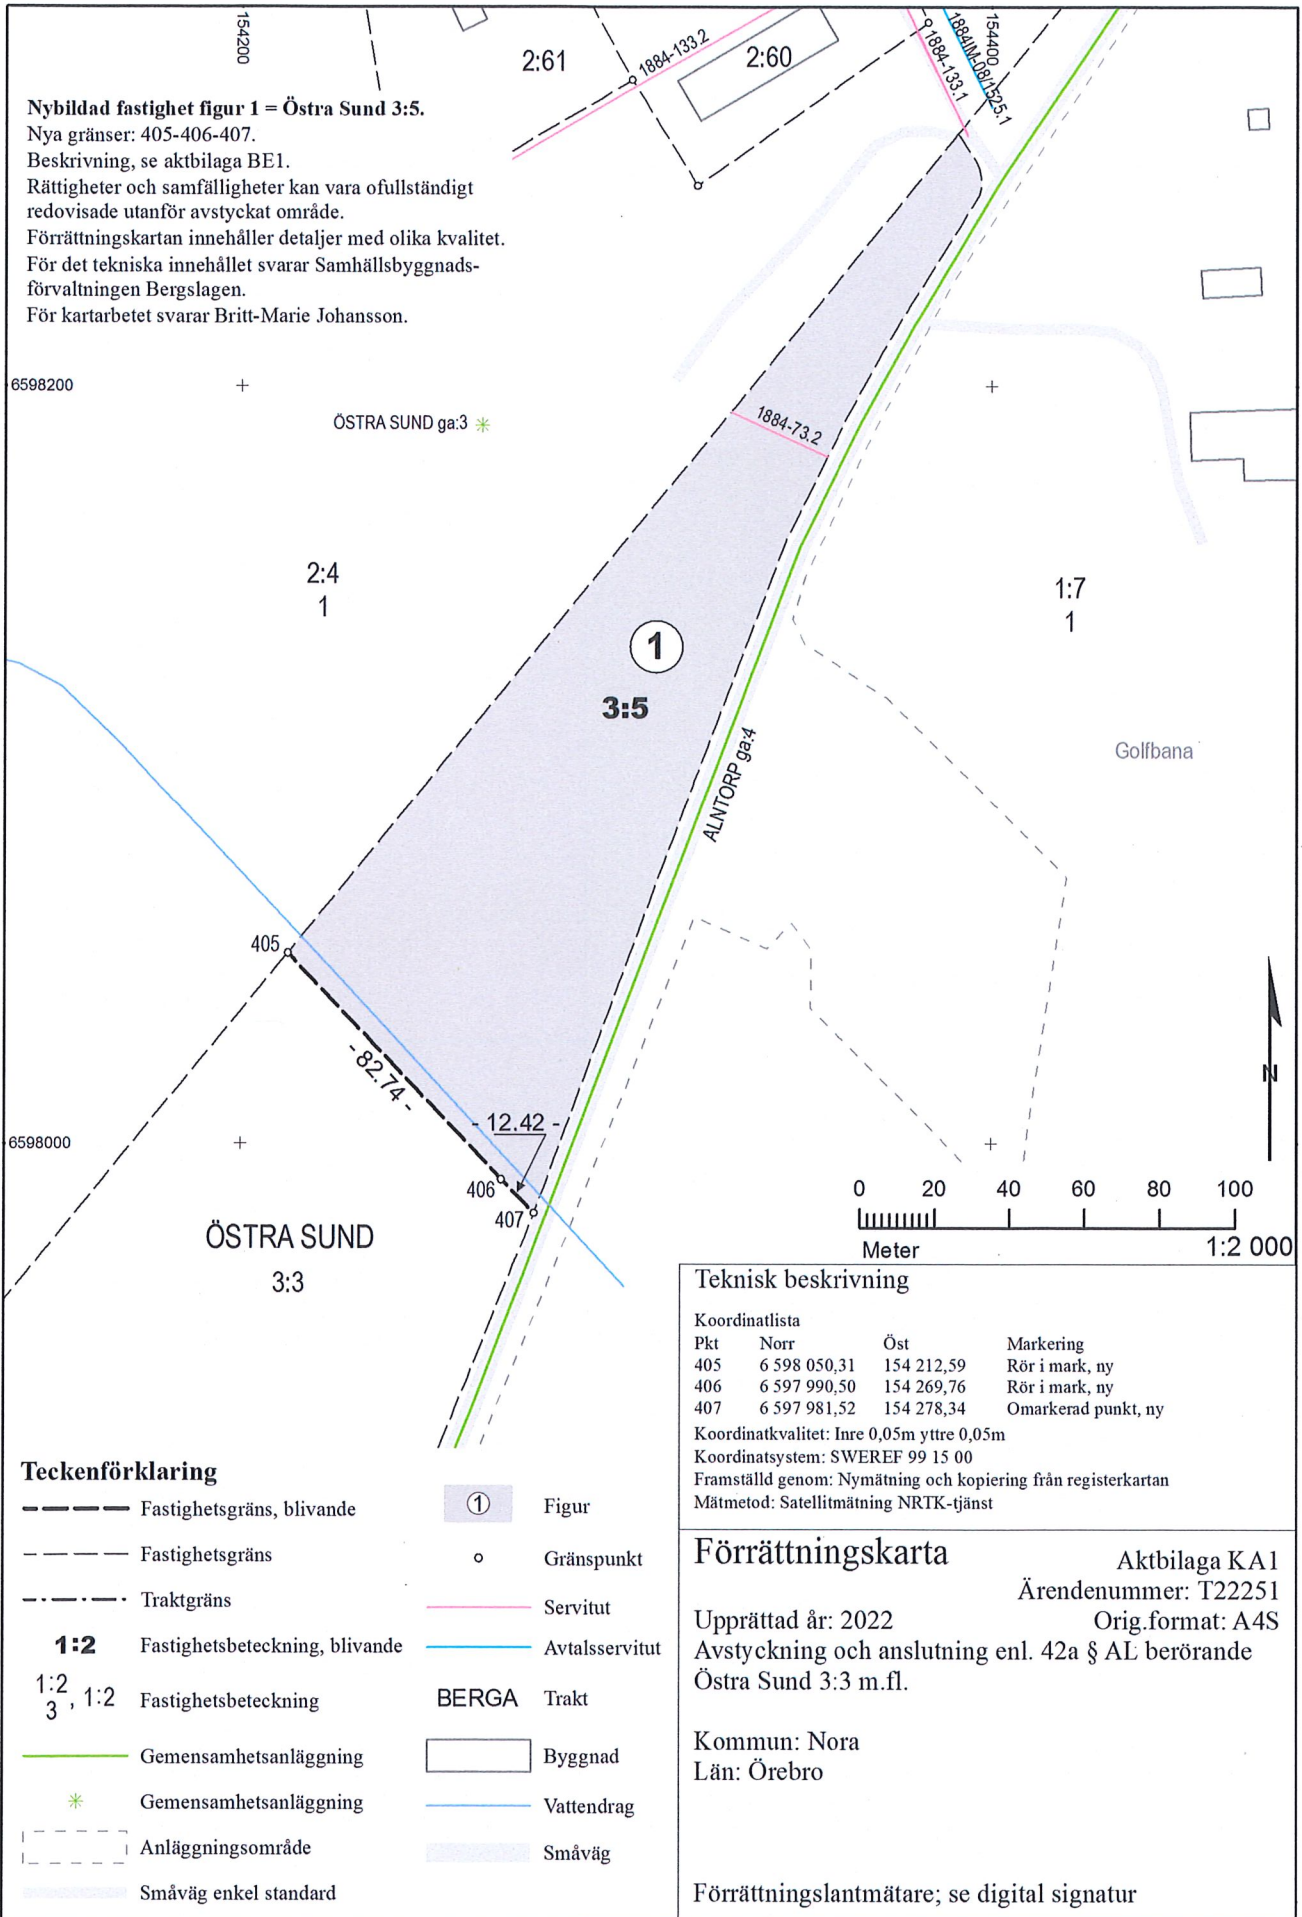 154200
2:61
1884-133.2
2:60
1884-133.1
1884IM-08/1525.1
154400
Nybildad fastighet figur 1 = Östra Sund 3:5.
Nya gränser: 405-406-407.
Beskrivning, se aktbilaga BE1.
Rättigheter och samfälligheter kan vara ofullständigt
redovisade utanför avstyckat område.
Förrättningskartan innehåller detaljer med olika kvalitet.
För det tekniska innehållet svarar Samhällsbyggnads-
förvaltningen Bergslagen.
För kartarbetet svarar Britt-Marie Johansson.
6598200
ÖSTRA SUND ga:3
1884-73.2
2:4
1
1:7
1
1
3:5
Golfbana
ALNTORP ga:4
405
- 82.74 -
- 12.42 -
6598000
406
407
N
ÖSTRA SUND
3:3
0 20 40 60 80 100
Meter 1:2 000
Teknisk beskrivning
Koordinatlista
Pkt Norr Öst Markering
405 6 598 050,31 154 212,59 Rör i mark, ny
406 6 597 990,50 154 269,76 Rör i mark, ny
407 6 597 981,52 154 278,34 Omarkerad punkt, ny
Koordinatkvalitet: Inre 0,05m yttre 0,05m
Koordinatsystem: SWEREF 99 15 00
Framställd genom: Nymätning och kopiering från registerkartan
Mätmetod: Satellitmätning NRTK-tjänst
Teckenförklaring
Fastighetsgräns, blivande
Fastighetsgräns
Traktgräns
1:2 Fastighetsbeteckning, blivande
1:2
3 , 1:2 Fastighetsbeteckning
Gemensamhetsanläggning
Gemensamhetsanläggning
Anläggningsområde
Småväg enkel standard
1 Figur
Gränspunkt
Servitut
Avtalsservitut
BERGA Trakt
Byggnad
Vattendrag
Småväg
Förrättningskarta
Aktbilaga KA1
Ärendenummer: T22251
Upprättad år: 2022 Orig.format: A4S
Avstyckning och anslutning enl. 42a § AL berörande
Östra Sund 3:3 m.fl.
Kommun: Nora
Län: Örebro
Förrättningslantmätare; se digital signatur